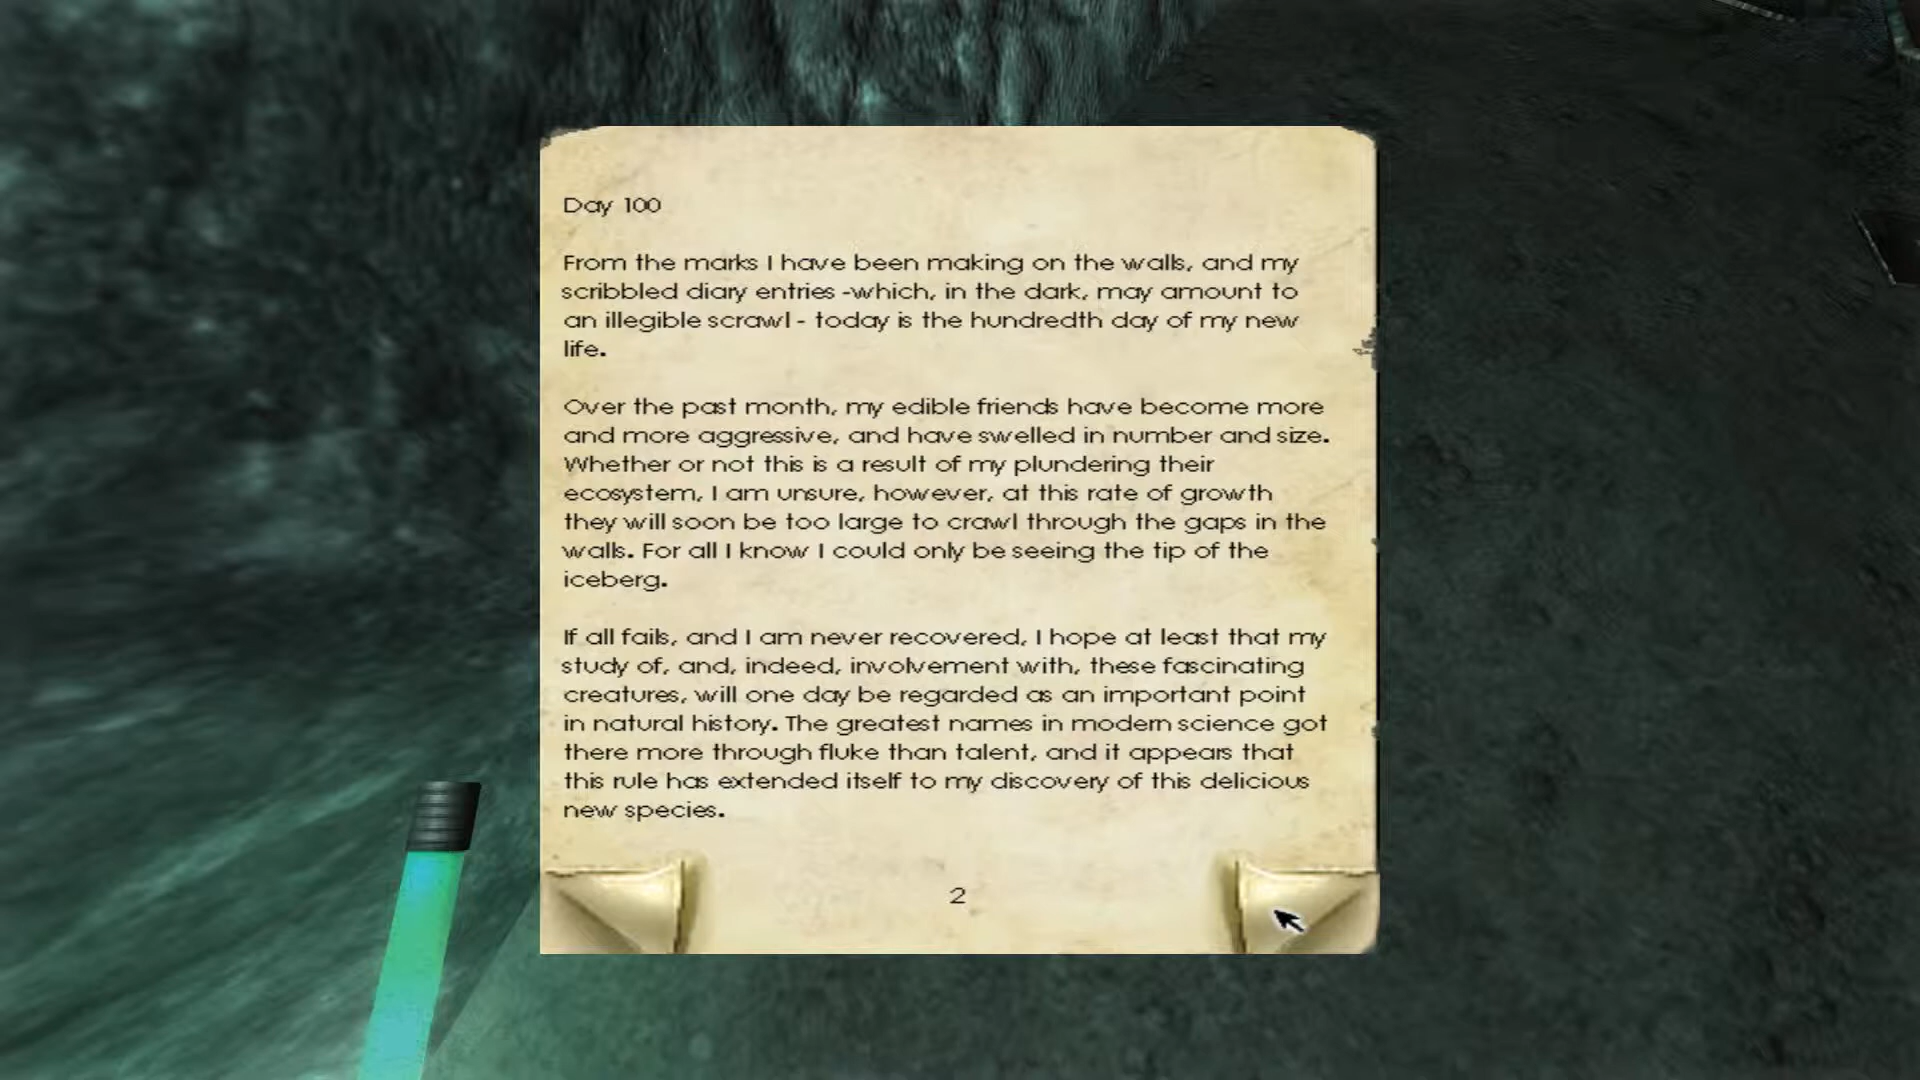 Day 100
From the marks I have been making on the walls, and my
scribbled diary entries -which, in the dark, may amount to
an illegible scrawl - today is the hundredth day of my new
life.
Over the past month, my edible friends have become more
and more aggressive, and have swelled in number and size.
Whether or not this is a result of my plundering their
ecosystem, I am unsure, however, at this rate of growth
they will soon be too large to crawl through the gaps in the
walls. For all I know I could only be seeing the tip of the
iceberg.
If all fails, and I am never recovered, I hope at least that my
study of, and, indeed, involvement with, these fascinating
creatures, will one day be regarded as an important point
in natural history. The greatest names in modern science got
there more through fluke than talent, and it appears that
this rule has extended itself to my discovery of this delicious
new species.
2